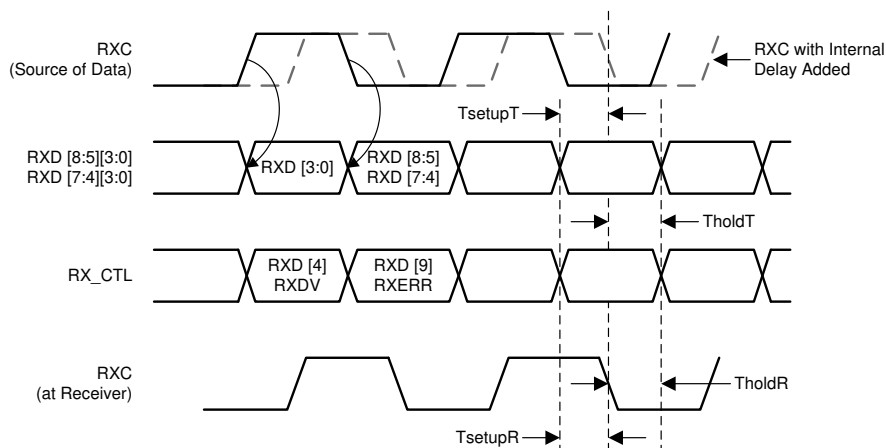 RXC
(Source of Data)
RXC with Internal
Delay Added
TsetupT
RXD [8:5][3:0]
RXD [7:4][3:0]
RXD [3:0]
RXD [8:5]
RXD [7:4]
TholdT
RX_CTL
RXD [4]
RXDV
RXD [9]
RXERR
RXC
(at Receiver)
TholdR
TsetupR